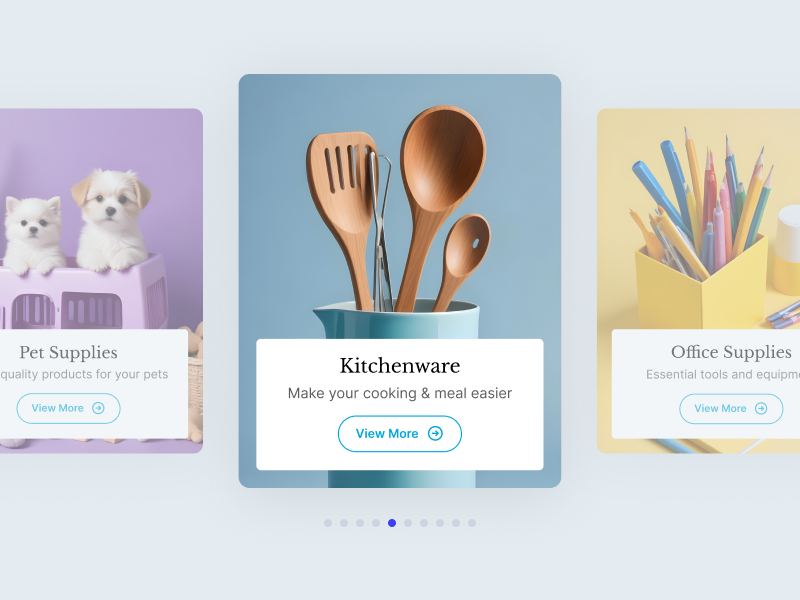 Pet Supplies
quality products for your pets
View More
Kitchenware
Make your cooking & meal easier
View More
Office Supplies
Essential tools and
View More